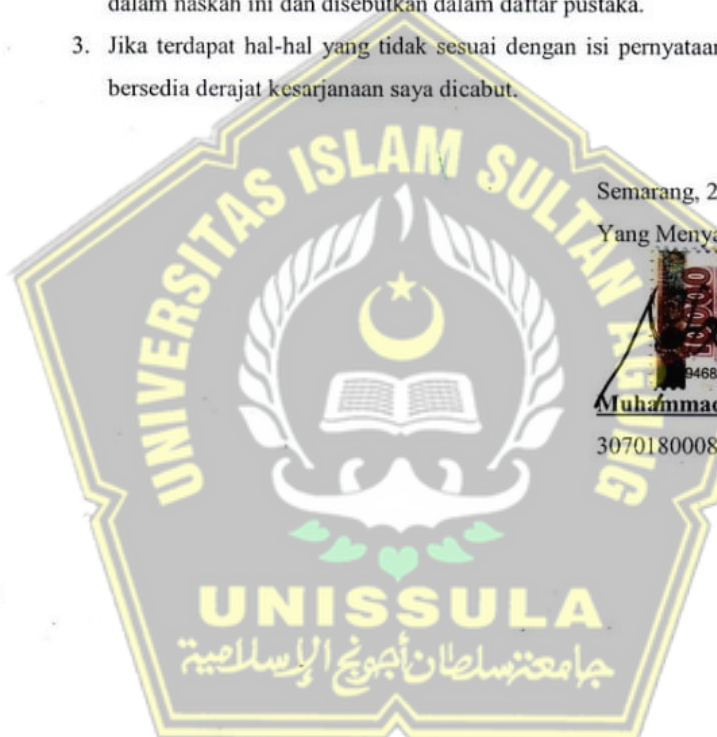 dalam naskah ini dan disebutkan dalam daftar pustaka.
3. Jika terdapat hal-hal yang tidak sesuai dengan isi pernyataan
bersedia derajat kesarjanaan saya dicabut.
UNIVERSITAS ISLAM SULTAN AGUNG
Semarang, 2
Yang Menya
9468
Muhammad
3070180008
UNISSULA
جامعة سلطان أجونج الإسلامية